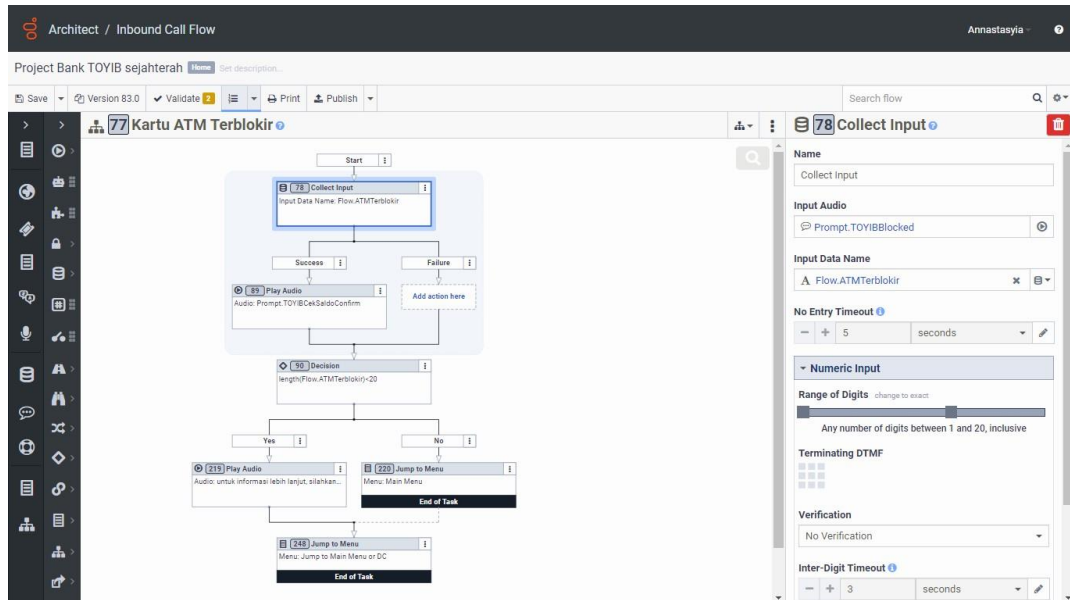 Architect / Inbound Call Flow
Annastasyia
Project Bank TOYIB sejahterah Home Set description...
Save Version 83.0 Validate 2 Print Publish Search flow
77 Kartu ATM Terblokir
78 Collect Input
Start
78 Collect Input
Input Data Name: Flow.ATMTerblokir
Success Failure
89 Play Audio
Audio: Prompt.TOYIBCekSaldoConfirm
Add action here
90 Decision
length(Flow.ATMTerblokir)<20
Yes No
219 Play Audio
Audio: untuk informasi lebih lanjut, silahkan...
220 Jump to Menu
Menu: Main Menu
End of Task
248 Jump to Menu
Menu: Jump to Main Menu or DC
End of Task
Name
Collect Input
Input Audio
Prompt.TOYIBBlocked
Input Data Name
Flow.ATMTerblokir
No Entry Timeout
5 seconds
Numeric Input
Range of Digits change to exact
Any number of digits between 1 and 20, inclusive
Terminating DTMF
Verification
No Verification
Inter-Digit Timeout
3 seconds